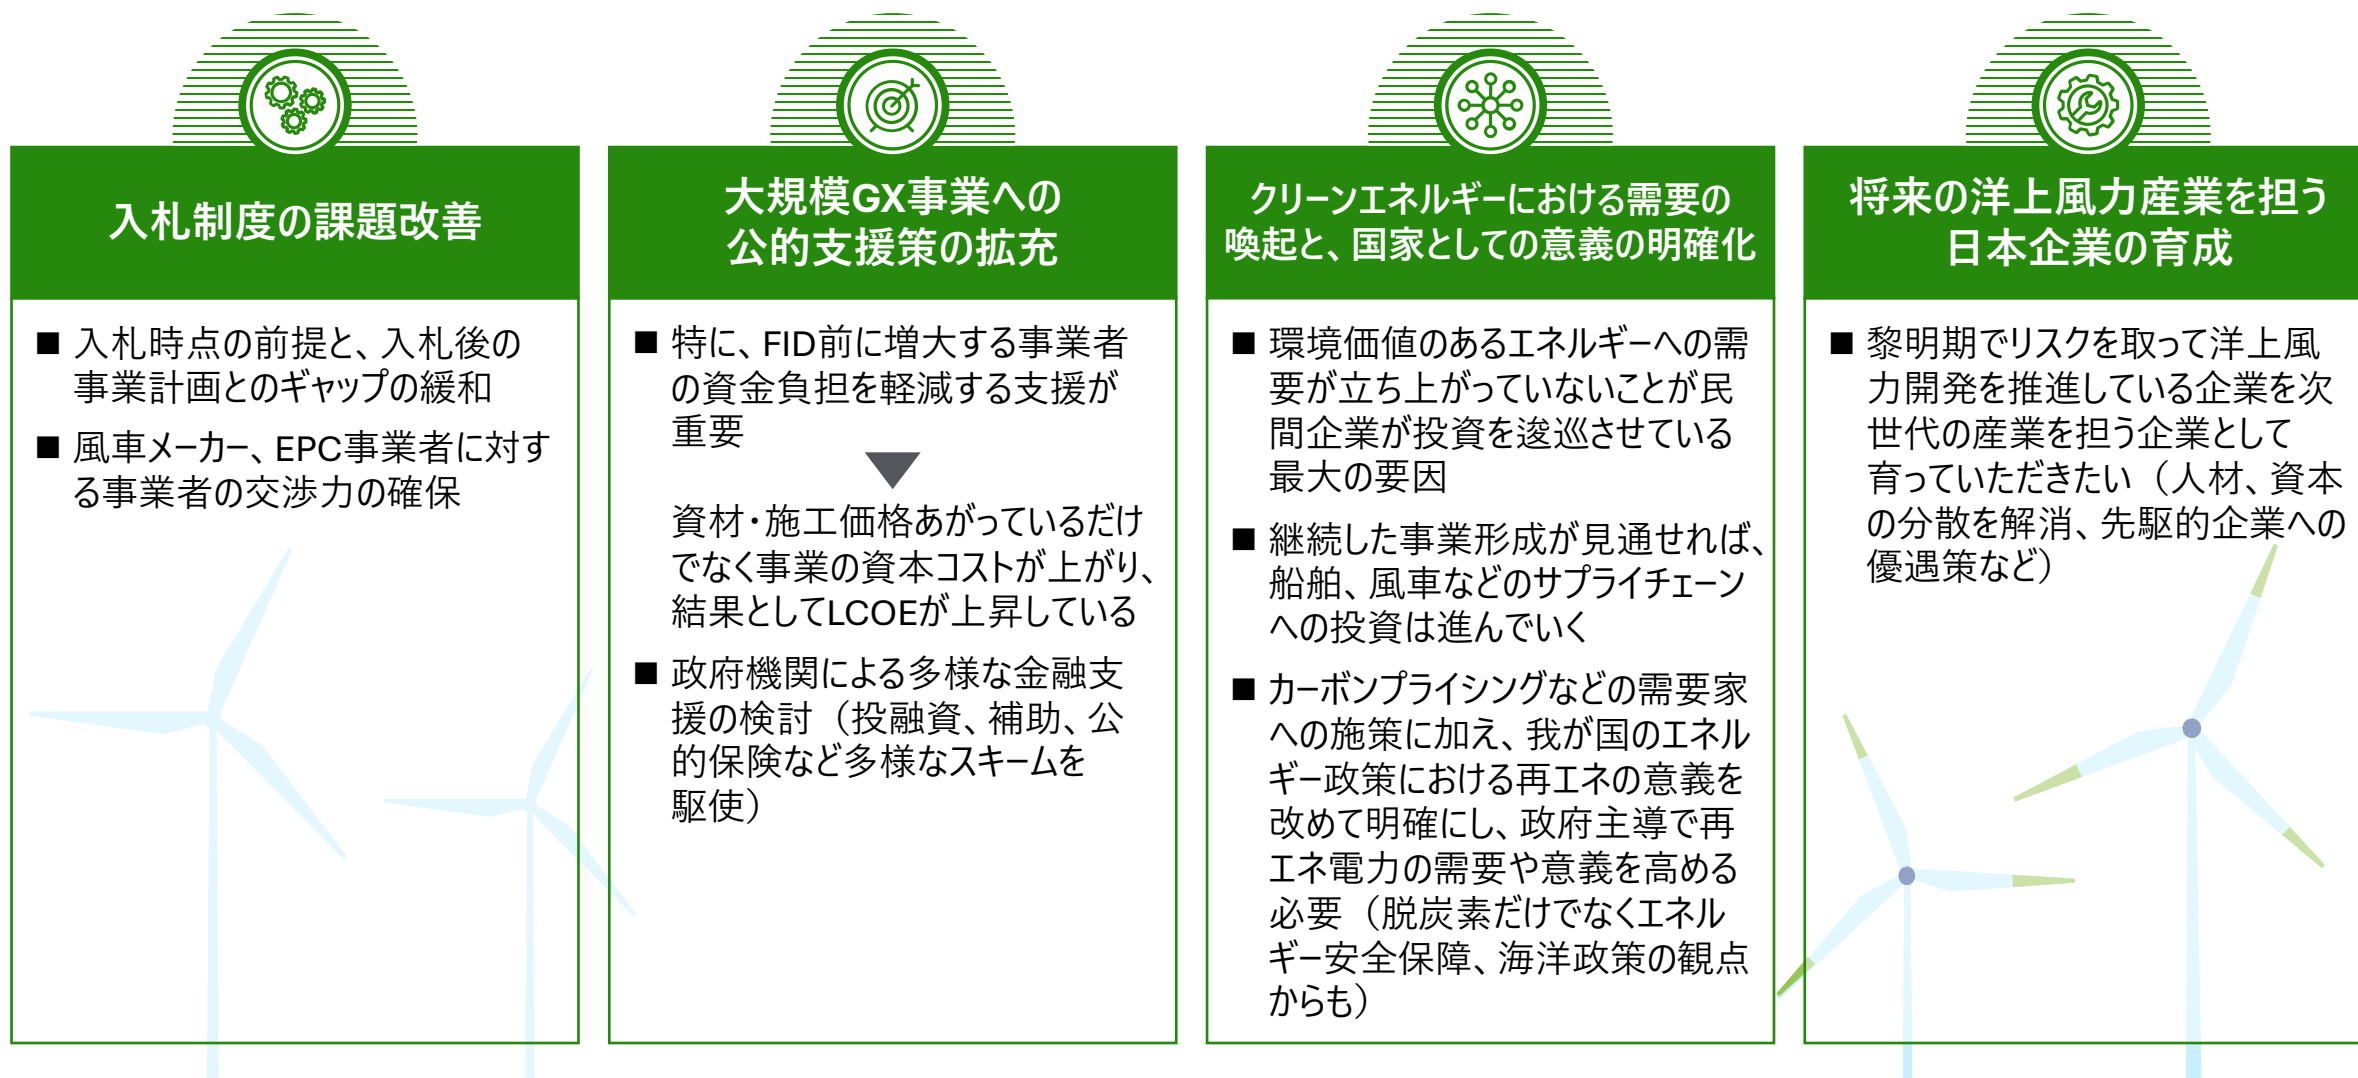 入札制度の課題改善
■ 入札時点の前提と、入札後の
事業計画とのギャップの緩和
■ 風車メーカー、EPC事業者に対す
る事業者の交渉力の確保
大規模GX事業への
公的支援策の拡充
■ 特に、FID前に増大する事業者
の資金負担を軽減する支援が
重要
資材・施工価格あがっているだけ
でなく事業の資本コストが上がり、
結果としてLCOEが上昇している
■ 政府機関による多様な金融支
援の検討（投融資、補助、公
的保険など多様なスキームを
駆使）
クリーンエネルギーにおける需要の
喚起と、国家としての意義の明確化
■ 環境価値のあるエネルギーへの需
要が立ち上がっていないことが民
間企業が投資を逡巡させている
最大の要因
■ 継続した事業形成が見通せれば、
船舶、風車などのサプライチェーン
への投資は進んでいく
■ カーボンプライシングなどの需要家
への施策に加え、我が国のエネル
ギー政策における再エネの意義を
改めて明確にし、政府主導で再
エネ電力の需要や意義を高める
必要（脱炭素だけでなくエネル
ギー安全保障、海洋政策の観点
からも）
将来の洋上風力産業を担う
日本企業の育成
■ 黎明期でリスクを取って洋上風
力開発を推進している企業を次
世代の産業を担う企業として
育っていただきたい（人材、資本
の分散を解消、先駆的企業への
優遇策など）